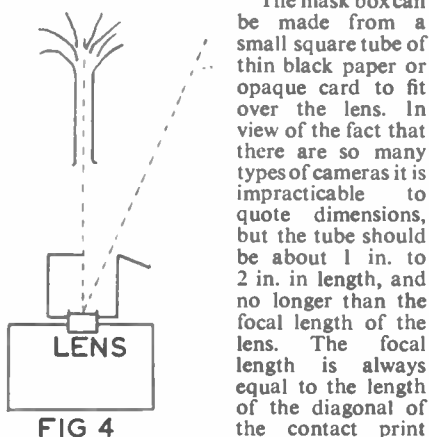 The mask box can
be made from a
small square tube of
thin black paper or
opaque card to fit
over the lens. In
view of the fact that
there are so many
types of cameras it is
impracticable to
quote dimensions,
but the tube should
be about 1 in. to
2 in. in length, and
no longer than the
focal length of the
lens. The focal
length is always
equal to the length
of the diagonal of
the contact print
LENS
FIG 4